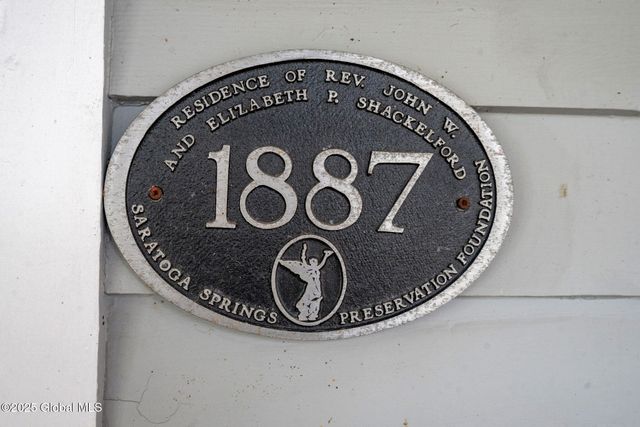 RESIDENCE OF REV. JOHN W.
AND ELIZABETH P. SHACKELFORD
1887
SARATOGA SPRINGS PRESERVATION FOUNDATION
©2025 Global MLS